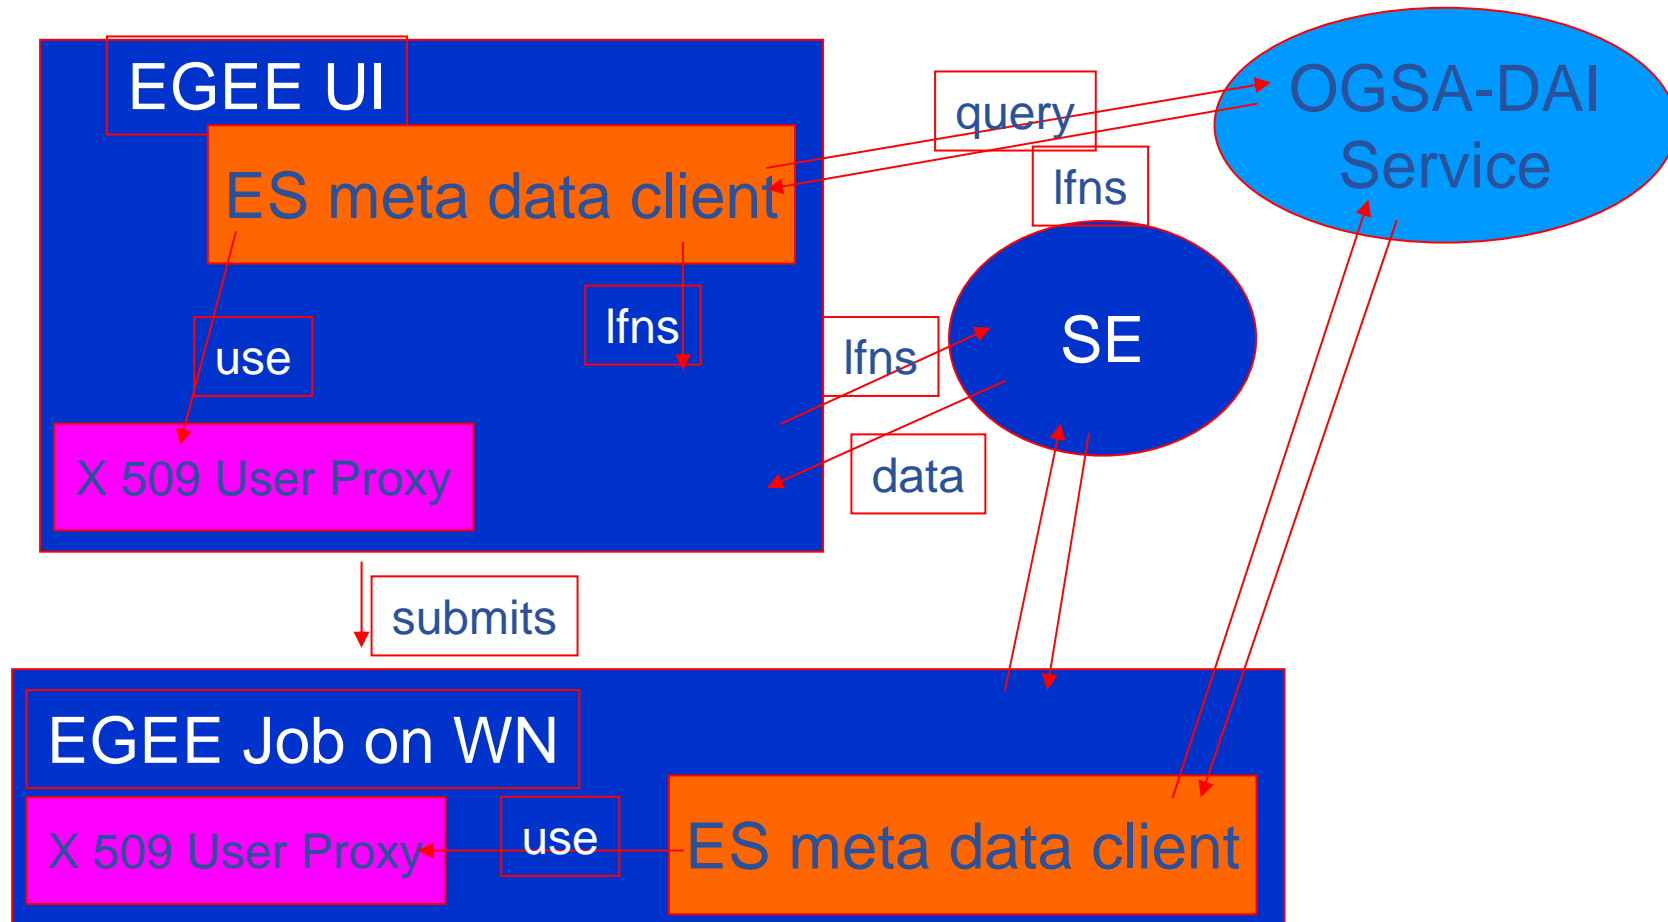 EGEE UI
OGSA-DAI
Service
query
ES meta data client
lfns
lfns
use
lfns
SE
X 509 User Proxy
data
submits
EGEE Job on WN
X 509 User Proxy
use
ES meta data client